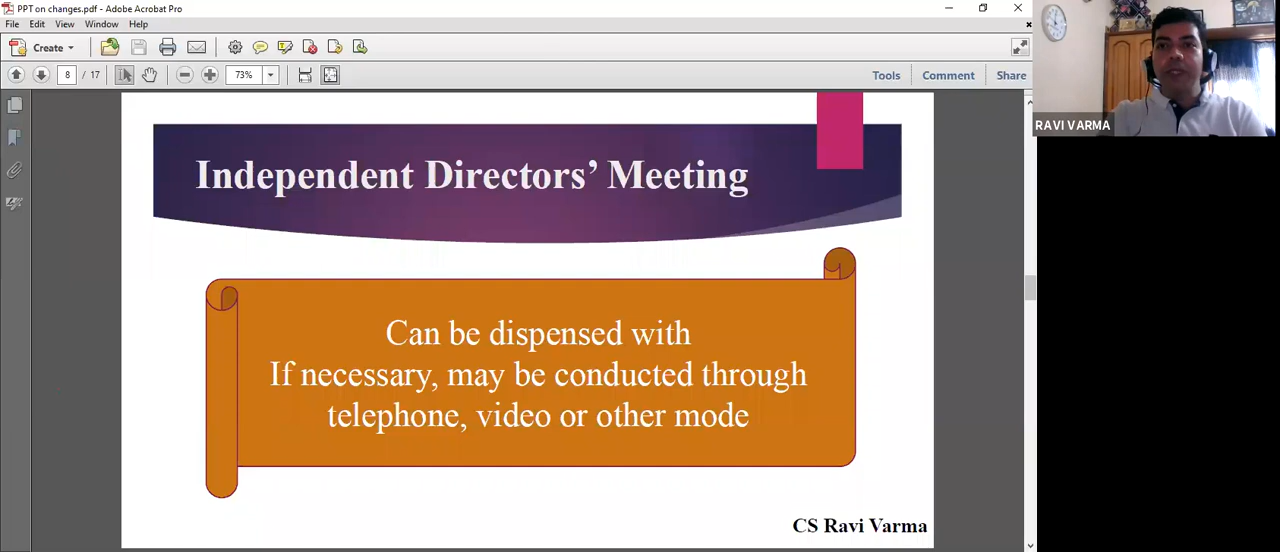 PPT on changes.pdf - Adobe Acrobat Pro
File Edit View Window Help
Create
8 / 17 73% Tools Comment Share
RAVI VARMA
Independent Directors’ Meeting
Can be dispensed with
If necessary, may be conducted through
telephone, video or other mode
CS Ravi Varma